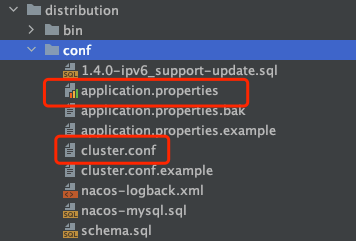 distribution
bin
conf
1.4.0-ipv6_support-update.sql
application.properties
application.properties.bak
application.properties.example
cluster.conf
cluster.conf.example
nacos-logback.xml
nacos-mysql.sql
schema.sql